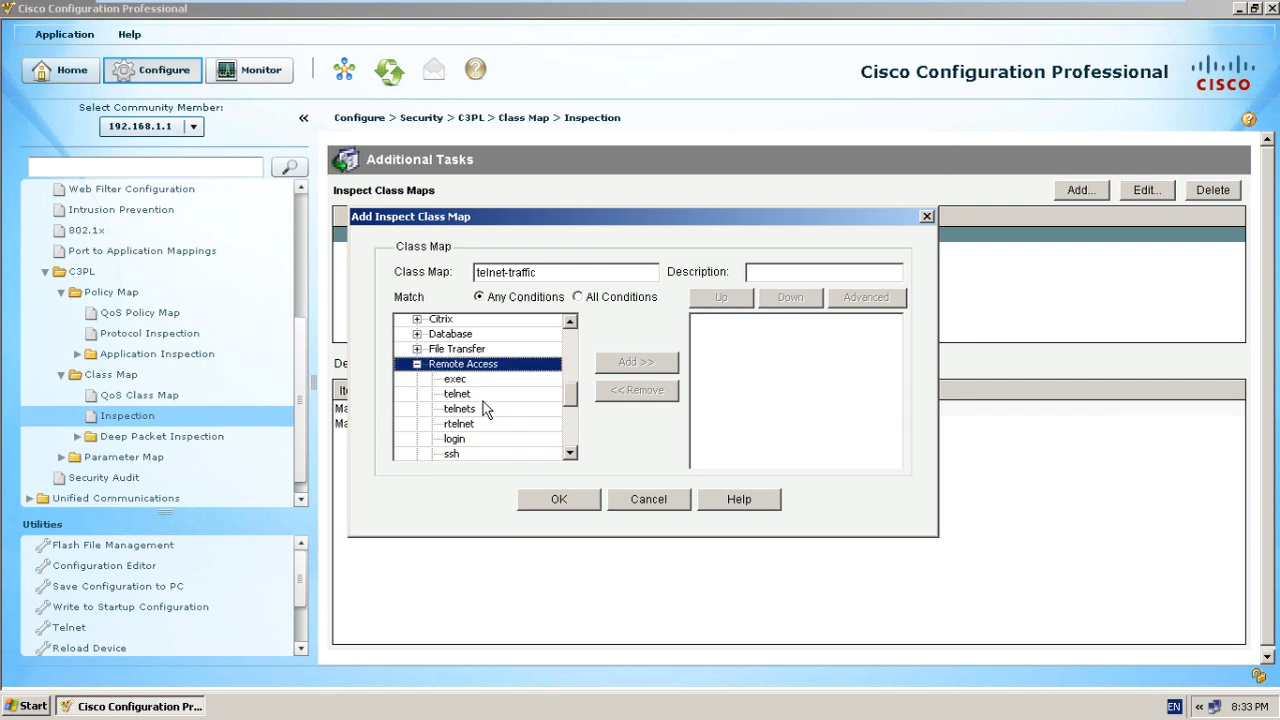 Cisco Configuration Professional
Application Help
Home Configure Monitor
Cisco Configuration Professional
CISCO
Select Community Member:
192.168.1.1
«
Configure > Security > C3PL > Class Map > Inspection
Web Filter Configuration
Intrusion Prevention
802.1x
Port to Application Mappings
C3PL
Policy Map
QoS Policy Map
Protocol Inspection
Application Inspection
Class Map
QoS Class Map
Inspection
Deep Packet Inspection
Parameter Map
Security Audit
Unified Communications
Utilities
Flash File Management
Configuration Editor
Save Configuration to PC
Write to Startup Configuration
Telnet
Reload Device
Additional Tasks
Inspect Class Maps
Add... Edit... Delete
De
Ite
Ma
Ma
Add Inspect Class Map
Class Map
Class Map: telnet-traffic Description:
Match Any Conditions All Conditions
Up Down Advanced
Citrix
Database
File Transfer
Remote Access
exec
telnet
telnets
rtelnet
login
ssh
Add >>
<< Remove
OK Cancel Help
Start Cisco Configuration Pr... EN « 8:33 PM